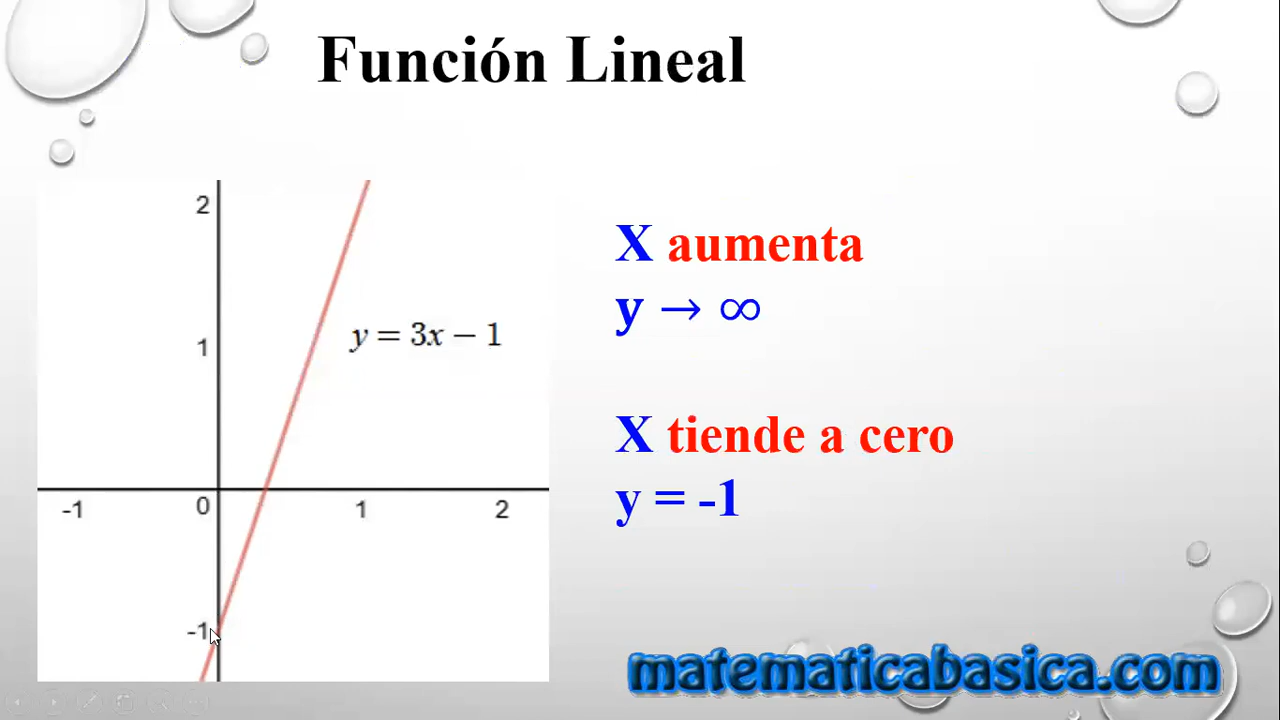 Función Lineal
2
1
y = 3x − 1
-1
0
1
2
-1
X aumenta
y → ∞
X tiende a cero
y = -1
matematicabasica.com